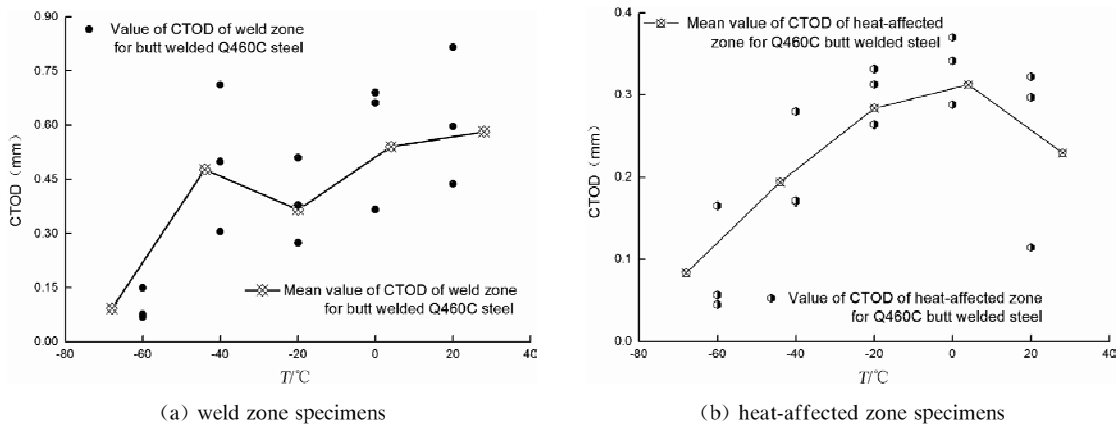 0.90
0.75
0.60
0.45
0.30
0.15
0.00
CTOD (mm)
Value of CTOD of weld zone
for butt welded Q460C steel
Mean value of CTOD of weld zone
for butt welded Q460C steel
-80
-60
-40
-20
0
20
40
T/℃
(a) weld zone specimens
0.4
0.3
0.2
0.1
0.0
CTOD (mm)
Mean value of CTOD of heat-affected
zone for Q460C butt welded steel
Value of CTOD of heat-affected zone
for Q460C butt welded steel
-80
-60
-40
-20
0
20
40
T/℃
(b) heat-affected zone specimens